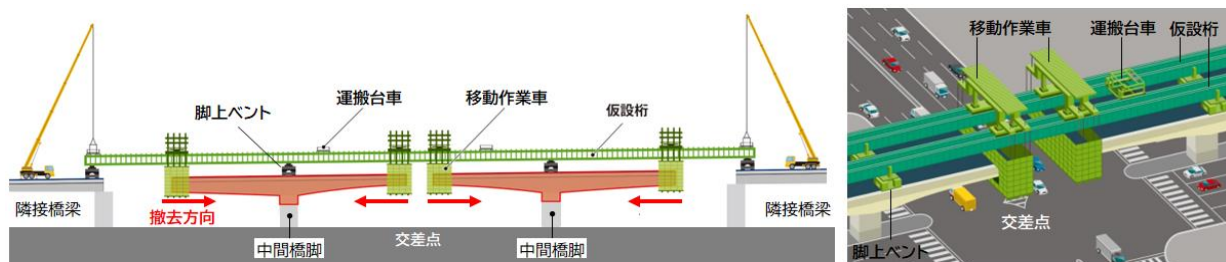 脚上ベント
運搬台車
移動作業車
仮設桁
隣接橋梁
撤去方向
中間橋脚
交差点
中間橋脚
隣接橋梁
移動作業車
運搬台車
仮設桁
交差点
脚上ベント